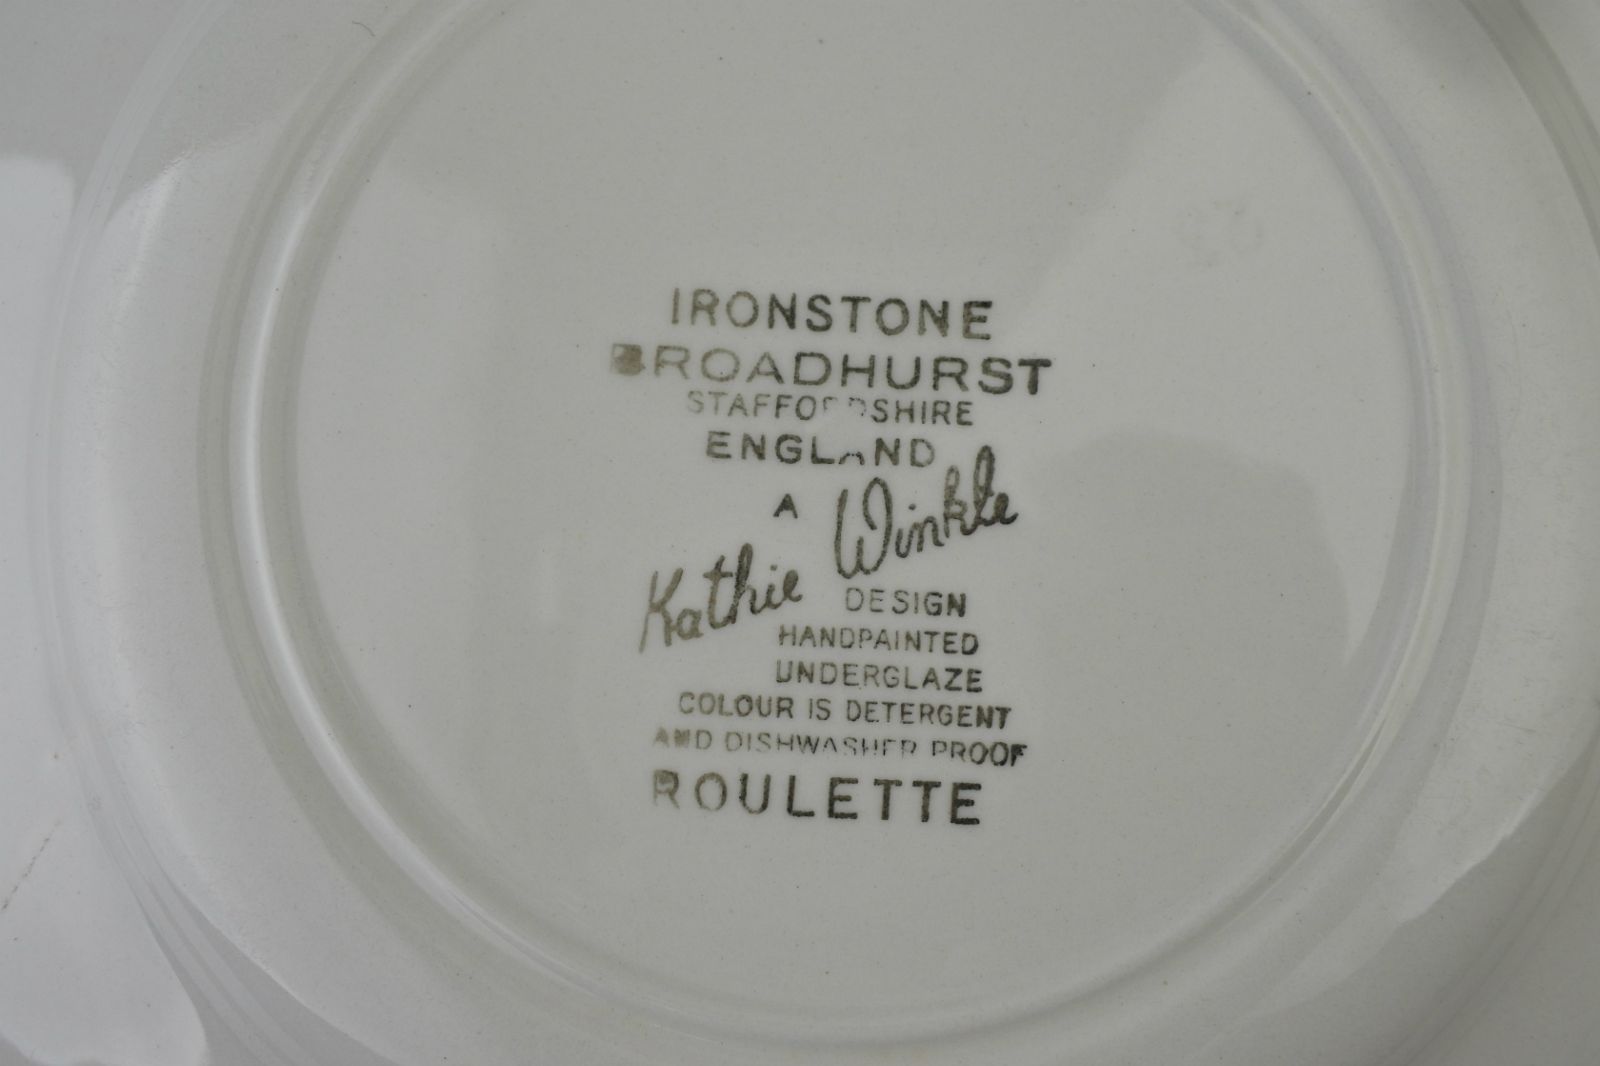 IRONSTONE
BROADHURST
STAFFORDSHIRE
ENGLAND
A
Kathie Winkle
DESIGN
HANDPAINTED
UNDERGLAZE
COLOUR IS DETERGENT
AND DISHWASHER PROOF
ROULETTE